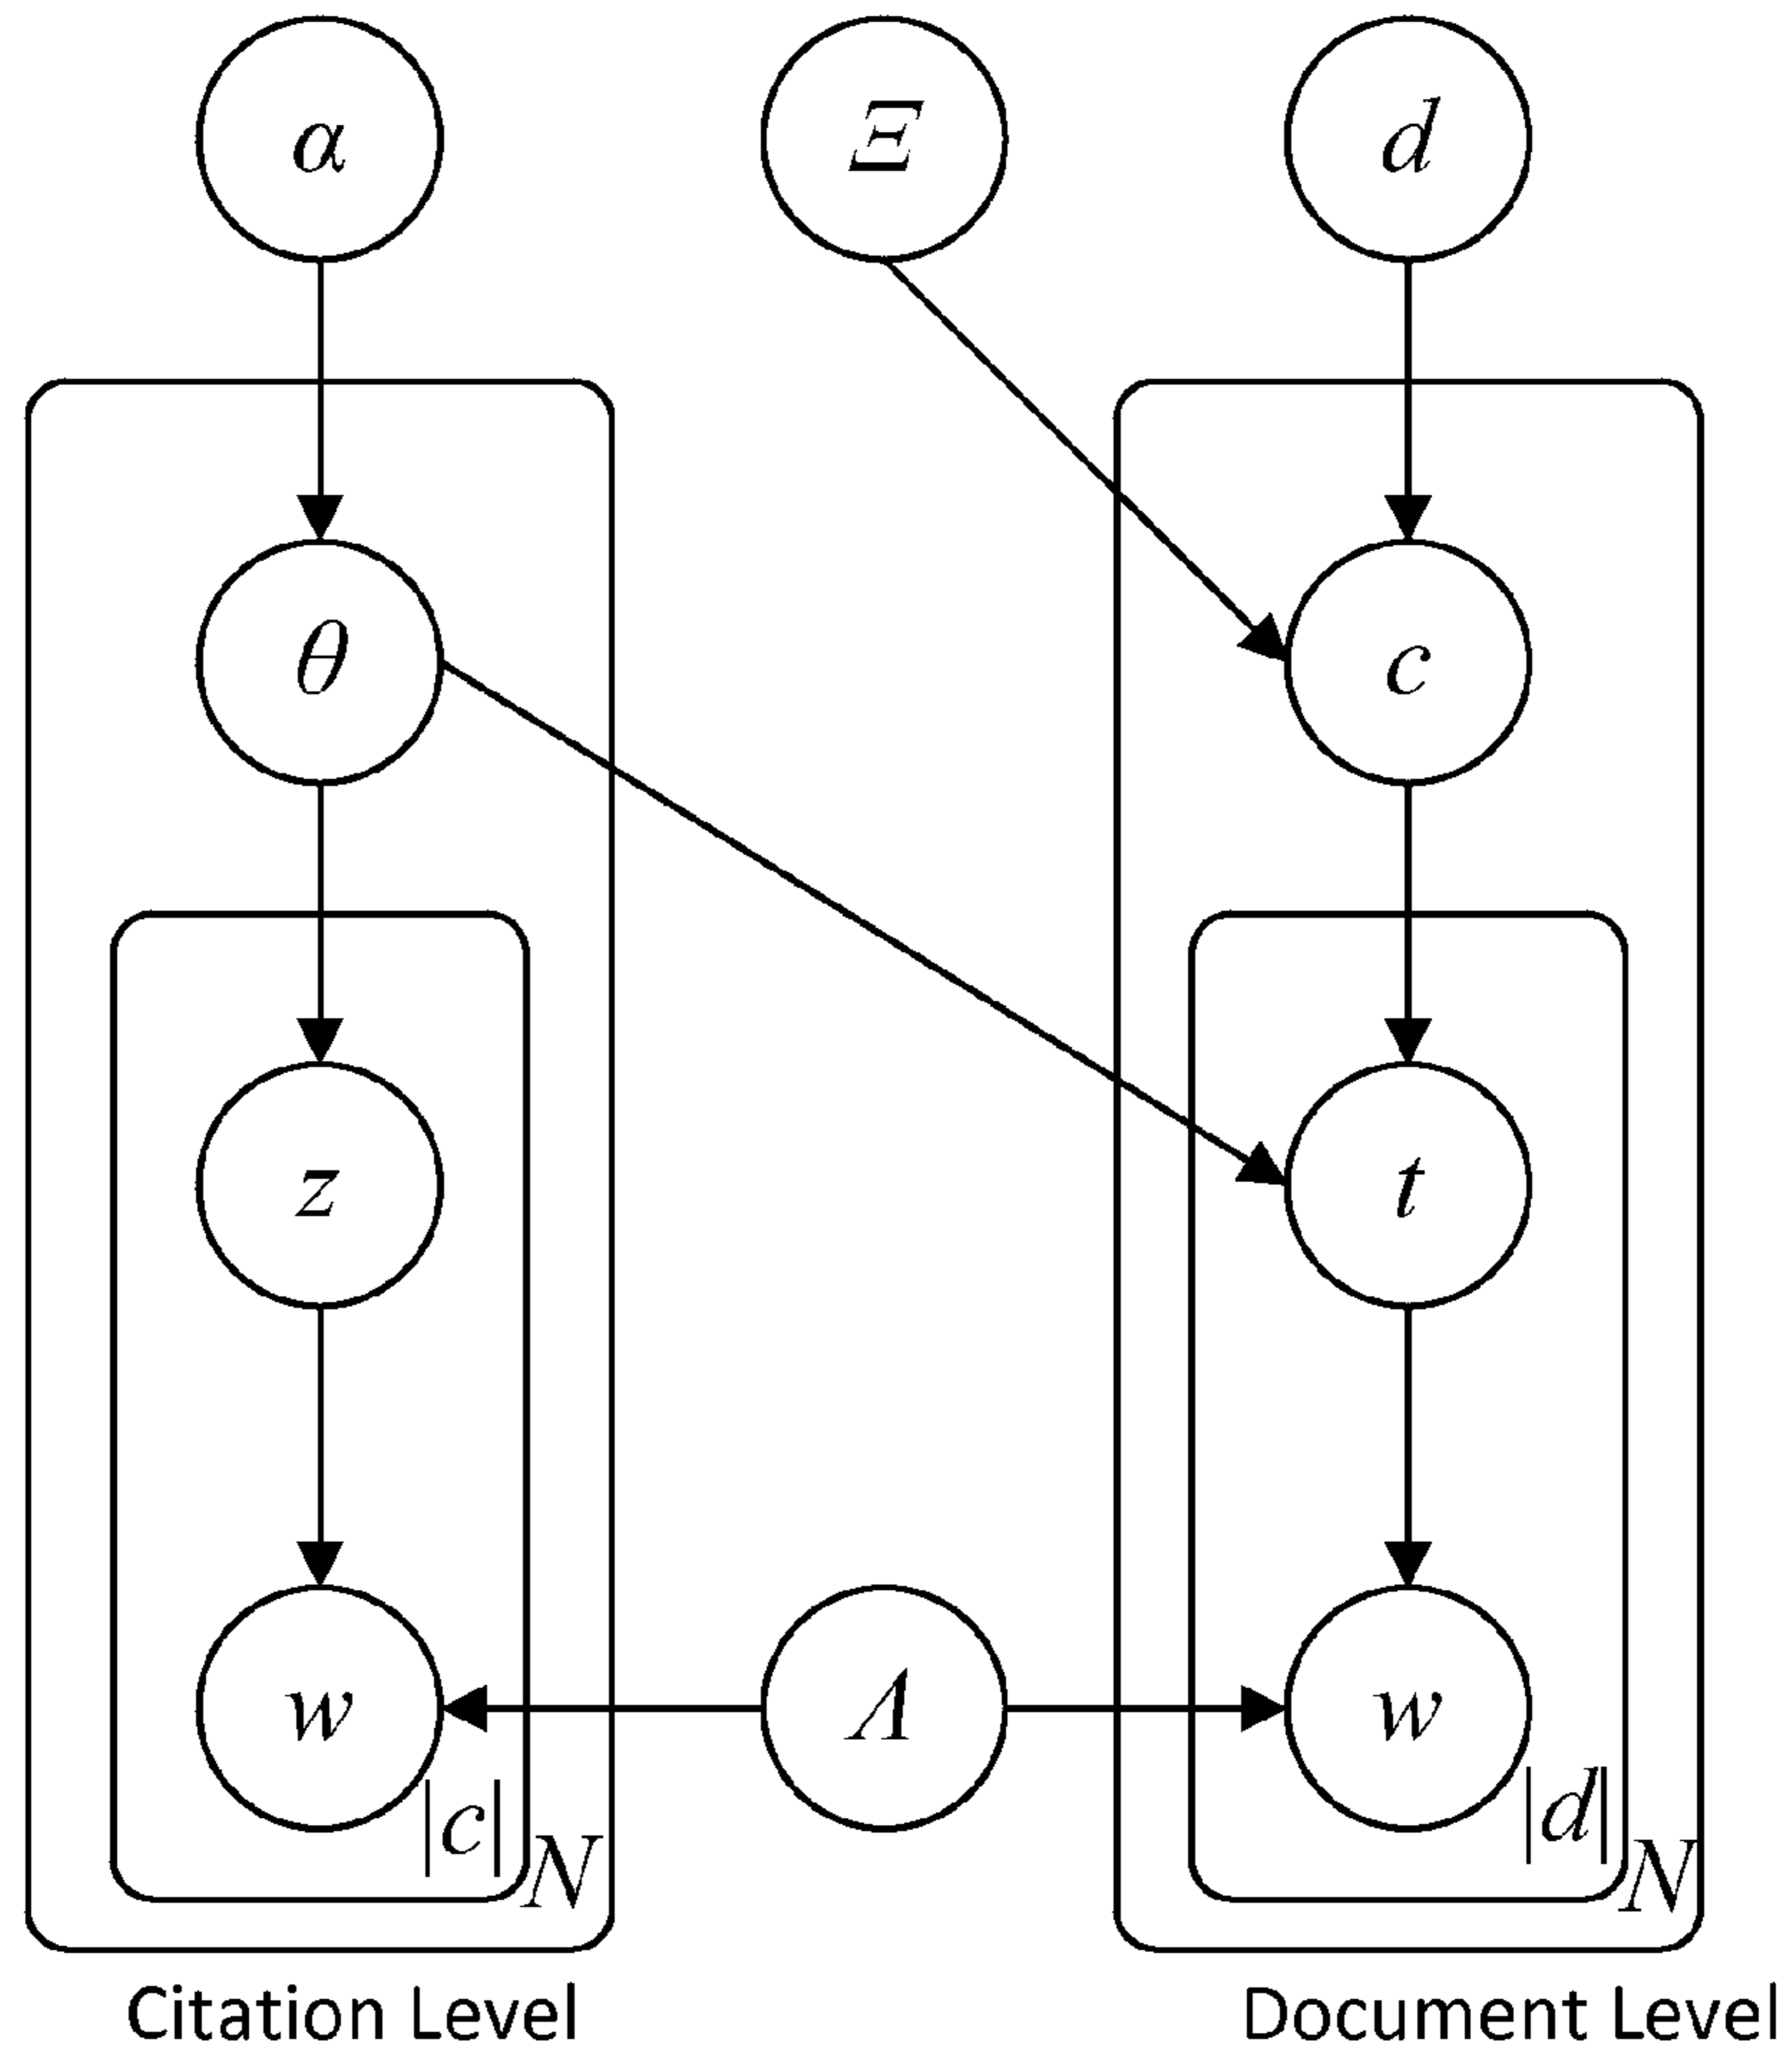 α Ξ d
θ c
z t
w Λ w
|c| |d|
N N
Citation Level Document Level